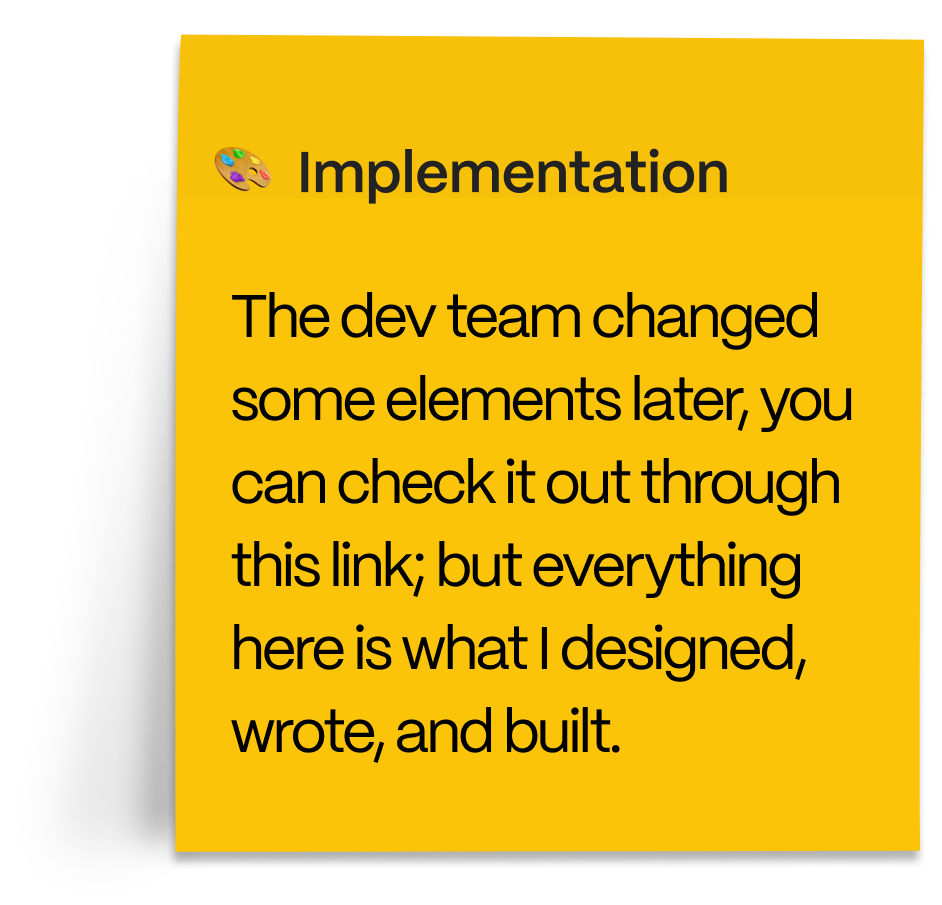 🎨 Implementation
The dev team changed
some elements later, you
can check it out through
this link; but everything
here is what I designed,
wrote, and built.